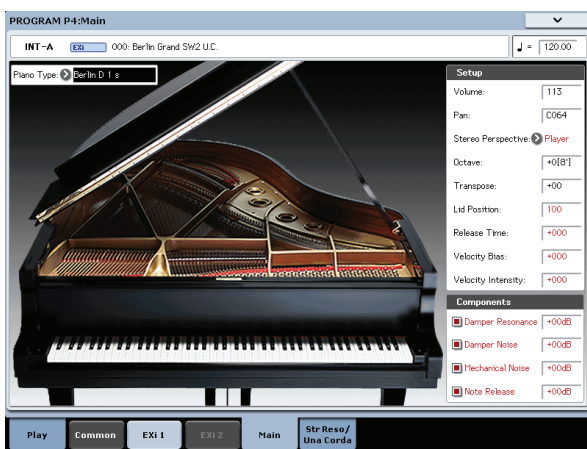 PROGRAM P4:Main
INT-A EXi 000: Berlin Grand SW2 U.C. ♩ = 120.00
Piano Type: Berlin D 1 s
Setup
Volume: 113
Pan: C064
Stereo Perspective: Player
Octave: +0[8']
Transpose: +00
Lid Position: 100
Release Time: +000
Velocity Bias: +000
Velocity Intensity: +000
Components
Damper Resonance +00dB
Damper Noise +00dB
Mechanical Noise +00dB
Note Release +00dB
Play Common EXi 1 EXi 2 Main Str Reso/
Una Corda